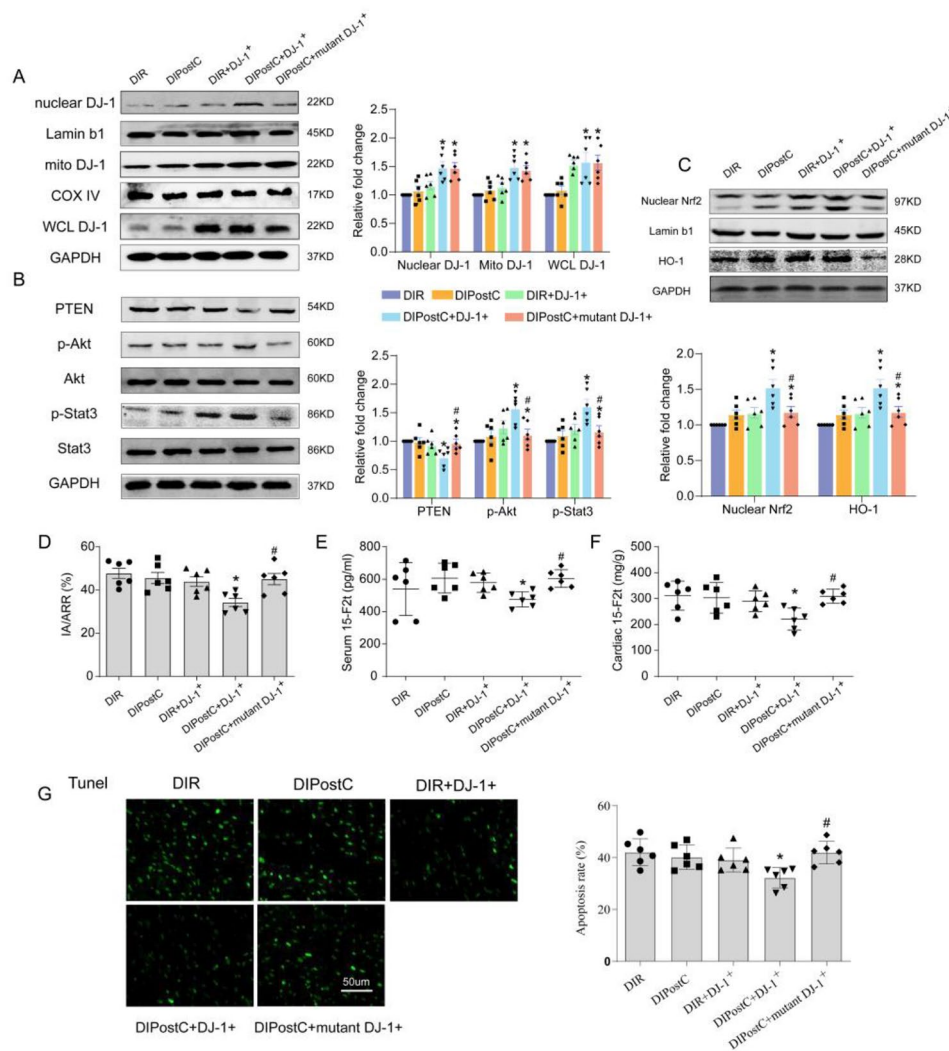 A
DIR
DIPostC
DIR+DJ-1+
DIPostC+DJ-1+
DIPostC+mutant DJ-1+
nuclear DJ-1
22KD
Lamin b1
45KD
mito DJ-1
22KD
COX IV
17KD
WCL DJ-1
22KD
GAPDH
37KD
Relative fold change
2.5
2.0
1.5
1.0
0.5
0
* * * * * *
Nuclear DJ-1 Mito DJ-1 WCL DJ-1
DIR DIPostC DIR+DJ-1+
DIPostC+DJ-1+ DIPostC+mutant DJ-1+
C
DIR
DIPostC
DIR+DJ-1+
DIPostC+DJ-1+
DIPostC+mutant DJ-1+
Nuclear Nrf2
97KD
Lamin b1
45KD
HO-1
28KD
GAPDH
37KD
B
PTEN
54KD
p-Akt
60KD
Akt
60KD
p-Stat3
86KD
Stat3
86KD
GAPDH
37KD
Relative fold change
2.0
1.5
1.0
0.5
0
* # * * # * * # *
PTEN p-Akt p-Stat3
Relative fold change
2.0
1.5
1.0
0.5
0.0
* # * * # *
Nuclear Nrf2 HO-1
D
IA/ARR (%)
60
40
20
0
* #
DIR
DIPostC
DIR+DJ-1+
DIPostC+DJ-1+
DIPostC+mutant DJ-1+
E
Serum 15-F2t (pg/ml)
800
600
400
200
0
* #
DIR
DIPostC
DIR+DJ-1+
DIPostC+DJ-1+
DIPostC+mutant DJ-1+
F
Cardiac 15-F2t (mg/g)
500
400
300
200
100
0
* #
DIR
DIPostC
DIR+DJ-1+
DIPostC+DJ-1+
DIPostC+mutant DJ-1+
G
Tunel
DIR
DIPostC
DIR+DJ-1+
50um
DIPostC+DJ-1+
DIPostC+mutant DJ-1+
Apoptosis rate (%)
60
40
20
0
* #
DIR
DIPostC
DIR+DJ-1+
DIPostC+DJ-1+
DIPostC+mutant DJ-1+